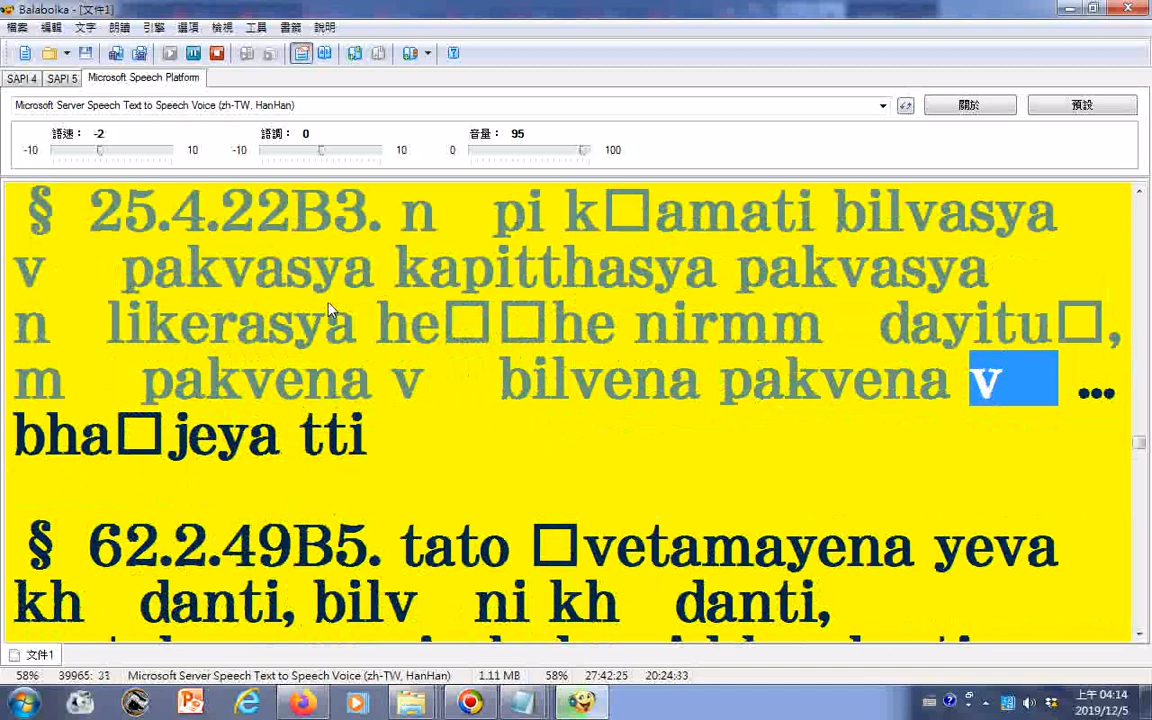 Balabolka - [文件1]
檔案 編輯 文字 朗讀 引擎 選項 檢視 工具 書籤 說明
SAPI 4 SAPI 5 Microsoft Speech Platform
Microsoft Server Speech Text to Speech Voice (zh-TW, HanHan) 關於 預設
語速： -2 語調： 0 音量： 95
-10 10 -10 10 0 100
§ 25.4.22B3. n pi k□amati bilvasya
v pakvasya kapitthasya pakvasya
n likerasya he□□he nirmm dayitu□,
m pakvena v bilvena pakvena v ...
bha□jeya tti
§ 62.2.49B5. tato □vetamayena yeva
kh danti, bilv ni kh danti,
文件1
58% Microsoft Server Speech Text to Speech Voice (zh-TW, HanHan) 1.11 MB 58% 27:42:25 20:24:33
上午 04:14
2019/12/5